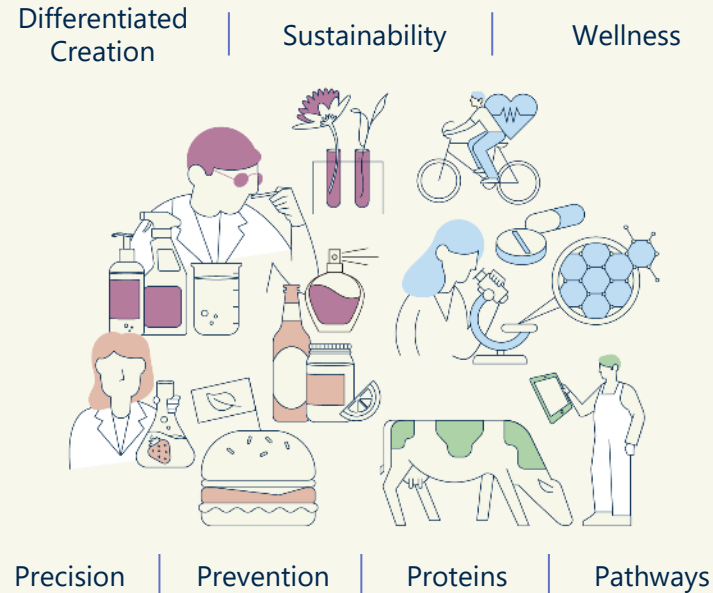 Differentiated
Creation
Sustainability
Wellness
Precision
Prevention
Proteins
Pathways